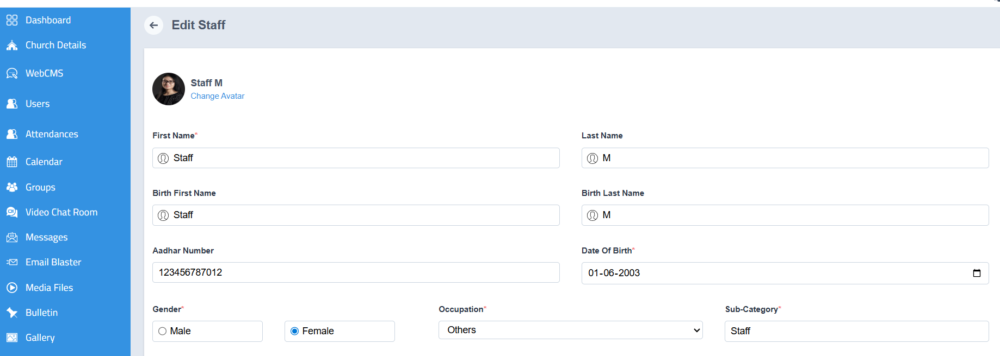 Dashboard
Church Details
WebCMS
Users
Attendances
Calendar
Groups
Video Chat Room
Messages
Email Blaster
Media Files
Bulletin
Gallery
Edit Staff
Staff M
Change Avatar
First Name* Last Name
Staff M
Birth First Name Birth Last Name
Staff M
Aadhar Number Date Of Birth*
123456787012 01-06-2003
Gender* Occupation* Sub-Category*
Male Female Others Staff